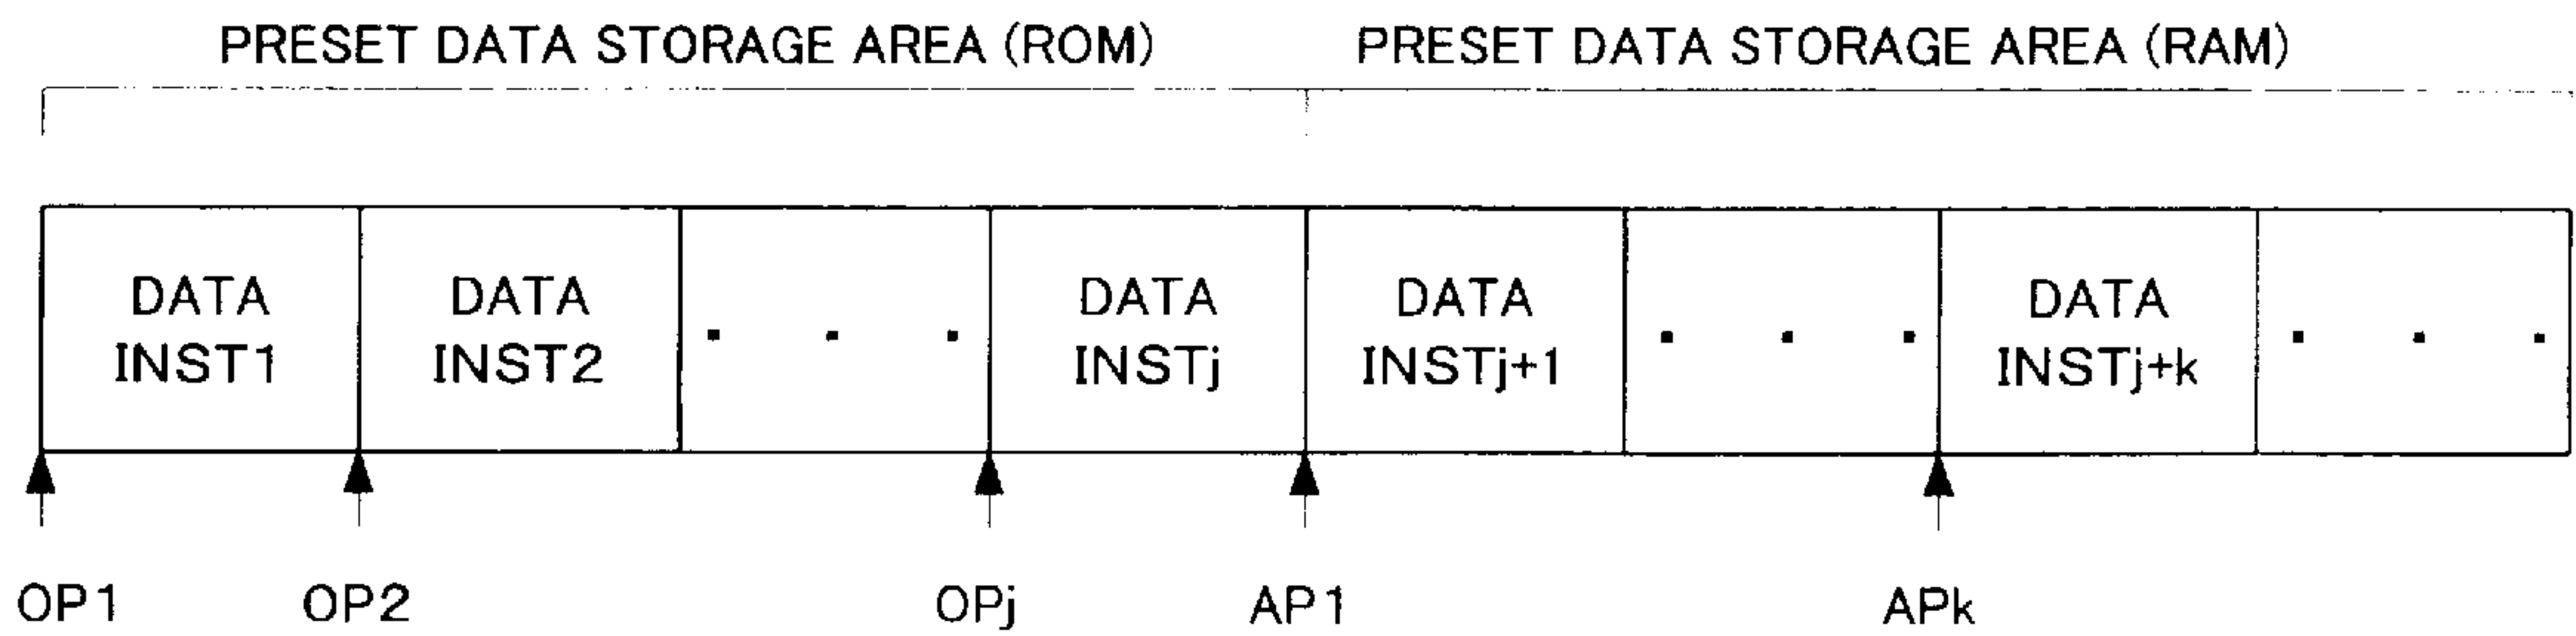 PRESET DATA STORAGE AREA (ROM) PRESET DATA STORAGE AREA (RAM)
DATA INST1
DATA INST2
. . .
DATA INSTj
DATA INSTj+1
. . .
DATA INSTj+k
. . .
OP1 OP2 OPj AP1 APk